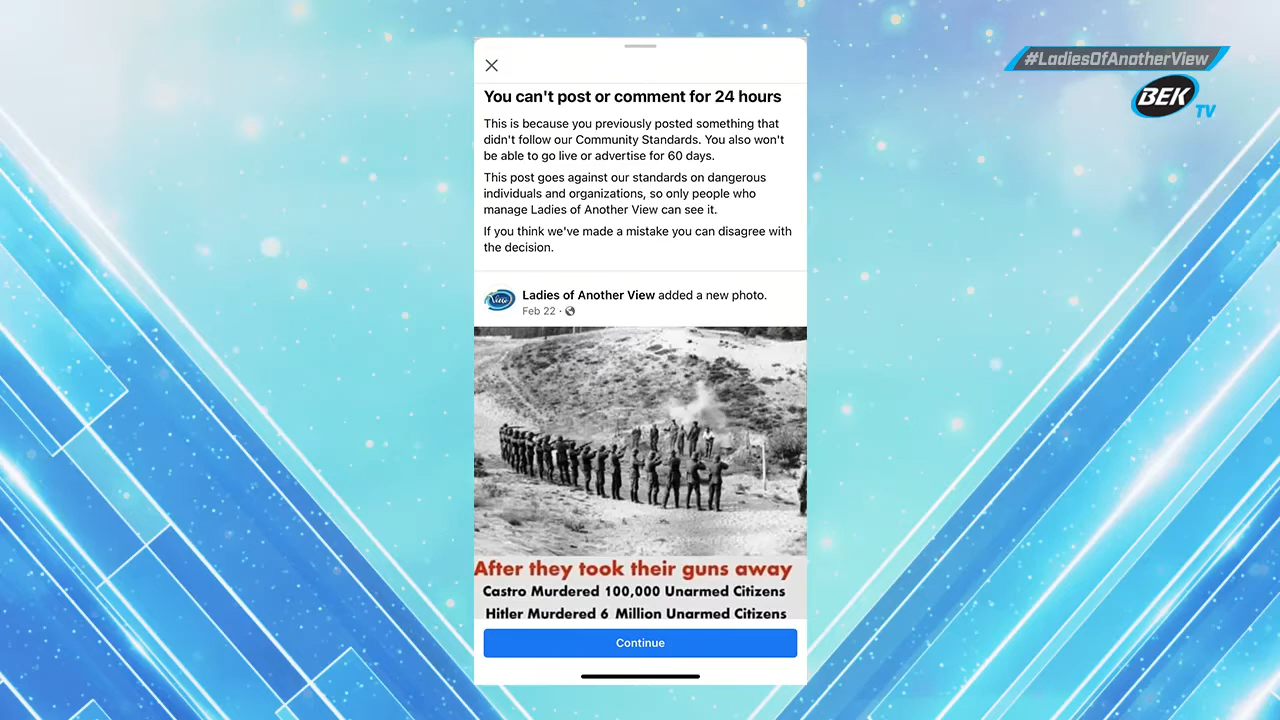 #LadiesOfAnotherView
BEK
TV
You can't post or comment for 24 hours
This is because you previously posted something that
didn't follow our Community Standards. You also won't
be able to go live or advertise for 60 days.
This post goes against our standards on dangerous
individuals and organizations, so only people who
manage Ladies of Another View can see it.
If you think we've made a mistake you can disagree with
the decision.
View
Ladies of Another View added a new photo.
Feb 22 ·
After they took their guns away
Castro Murdered 100,000 Unarmed Citizens
Hitler Murdered 6 Million Unarmed Citizens
Continue